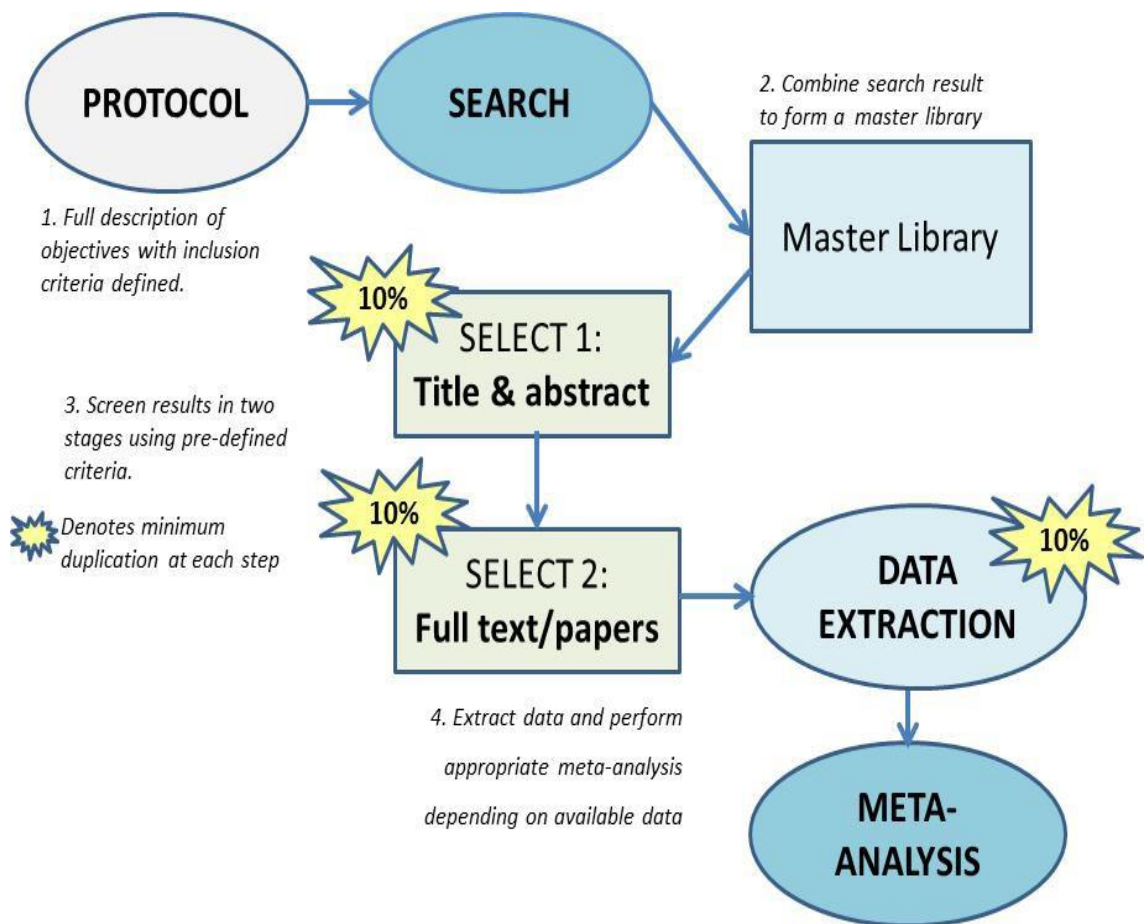 PROTOCOL
SEARCH
2. Combine search result
to form a master library
1. Full description of
objectives with inclusion
criteria defined.
Master Library
10%
SELECT 1:
Title & abstract
3. Screen results in two
stages using pre-defined
criteria.
Denotes minimum
duplication at each step
10%
SELECT 2:
Full text/papers
DATA
EXTRACTION
10%
4. Extract data and perform
appropriate meta-analysis
depending on available data
META-
ANALYSIS